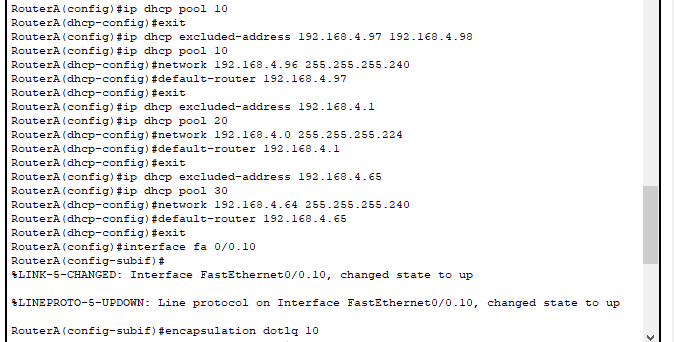 RouterA(config)#ip dhcp pool 10
RouterA(dhcp-config)#exit
RouterA(config)#ip dhcp excluded-address 192.168.4.97 192.168.4.98
RouterA(config)#ip dhcp pool 10
RouterA(dhcp-config)#network 192.168.4.96 255.255.255.240
RouterA(dhcp-config)#default-router 192.168.4.97
RouterA(dhcp-config)#exit
RouterA(config)#ip dhcp excluded-address 192.168.4.1
RouterA(config)#ip dhcp pool 20
RouterA(dhcp-config)#network 192.168.4.0 255.255.255.224
RouterA(dhcp-config)#default-router 192.168.4.1
RouterA(dhcp-config)#exit
RouterA(config)#ip dhcp excluded-address 192.168.4.65
RouterA(config)#ip dhcp pool 30
RouterA(dhcp-config)#network 192.168.4.64 255.255.255.240
RouterA(dhcp-config)#default-router 192.168.4.65
RouterA(dhcp-config)#exit
RouterA(config)#interface fa 0/0.10
RouterA(config-subif)#
%LINK-5-CHANGED: Interface FastEthernet0/0.10, changed state to up
%LINEPROTO-5-UPDOWN: Line protocol on Interface FastEthernet0/0.10, changed state to up
RouterA(config-subif)#encapsulation dot1q 10